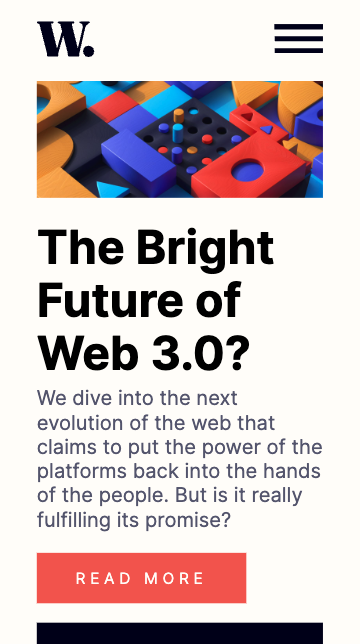 W.
The Bright
Future of
Web 3.0?
We dive into the next
evolution of the web that
claims to put the power of the
platforms back into the hands
of the people. But is it really
fulfilling its promise?
READ MORE